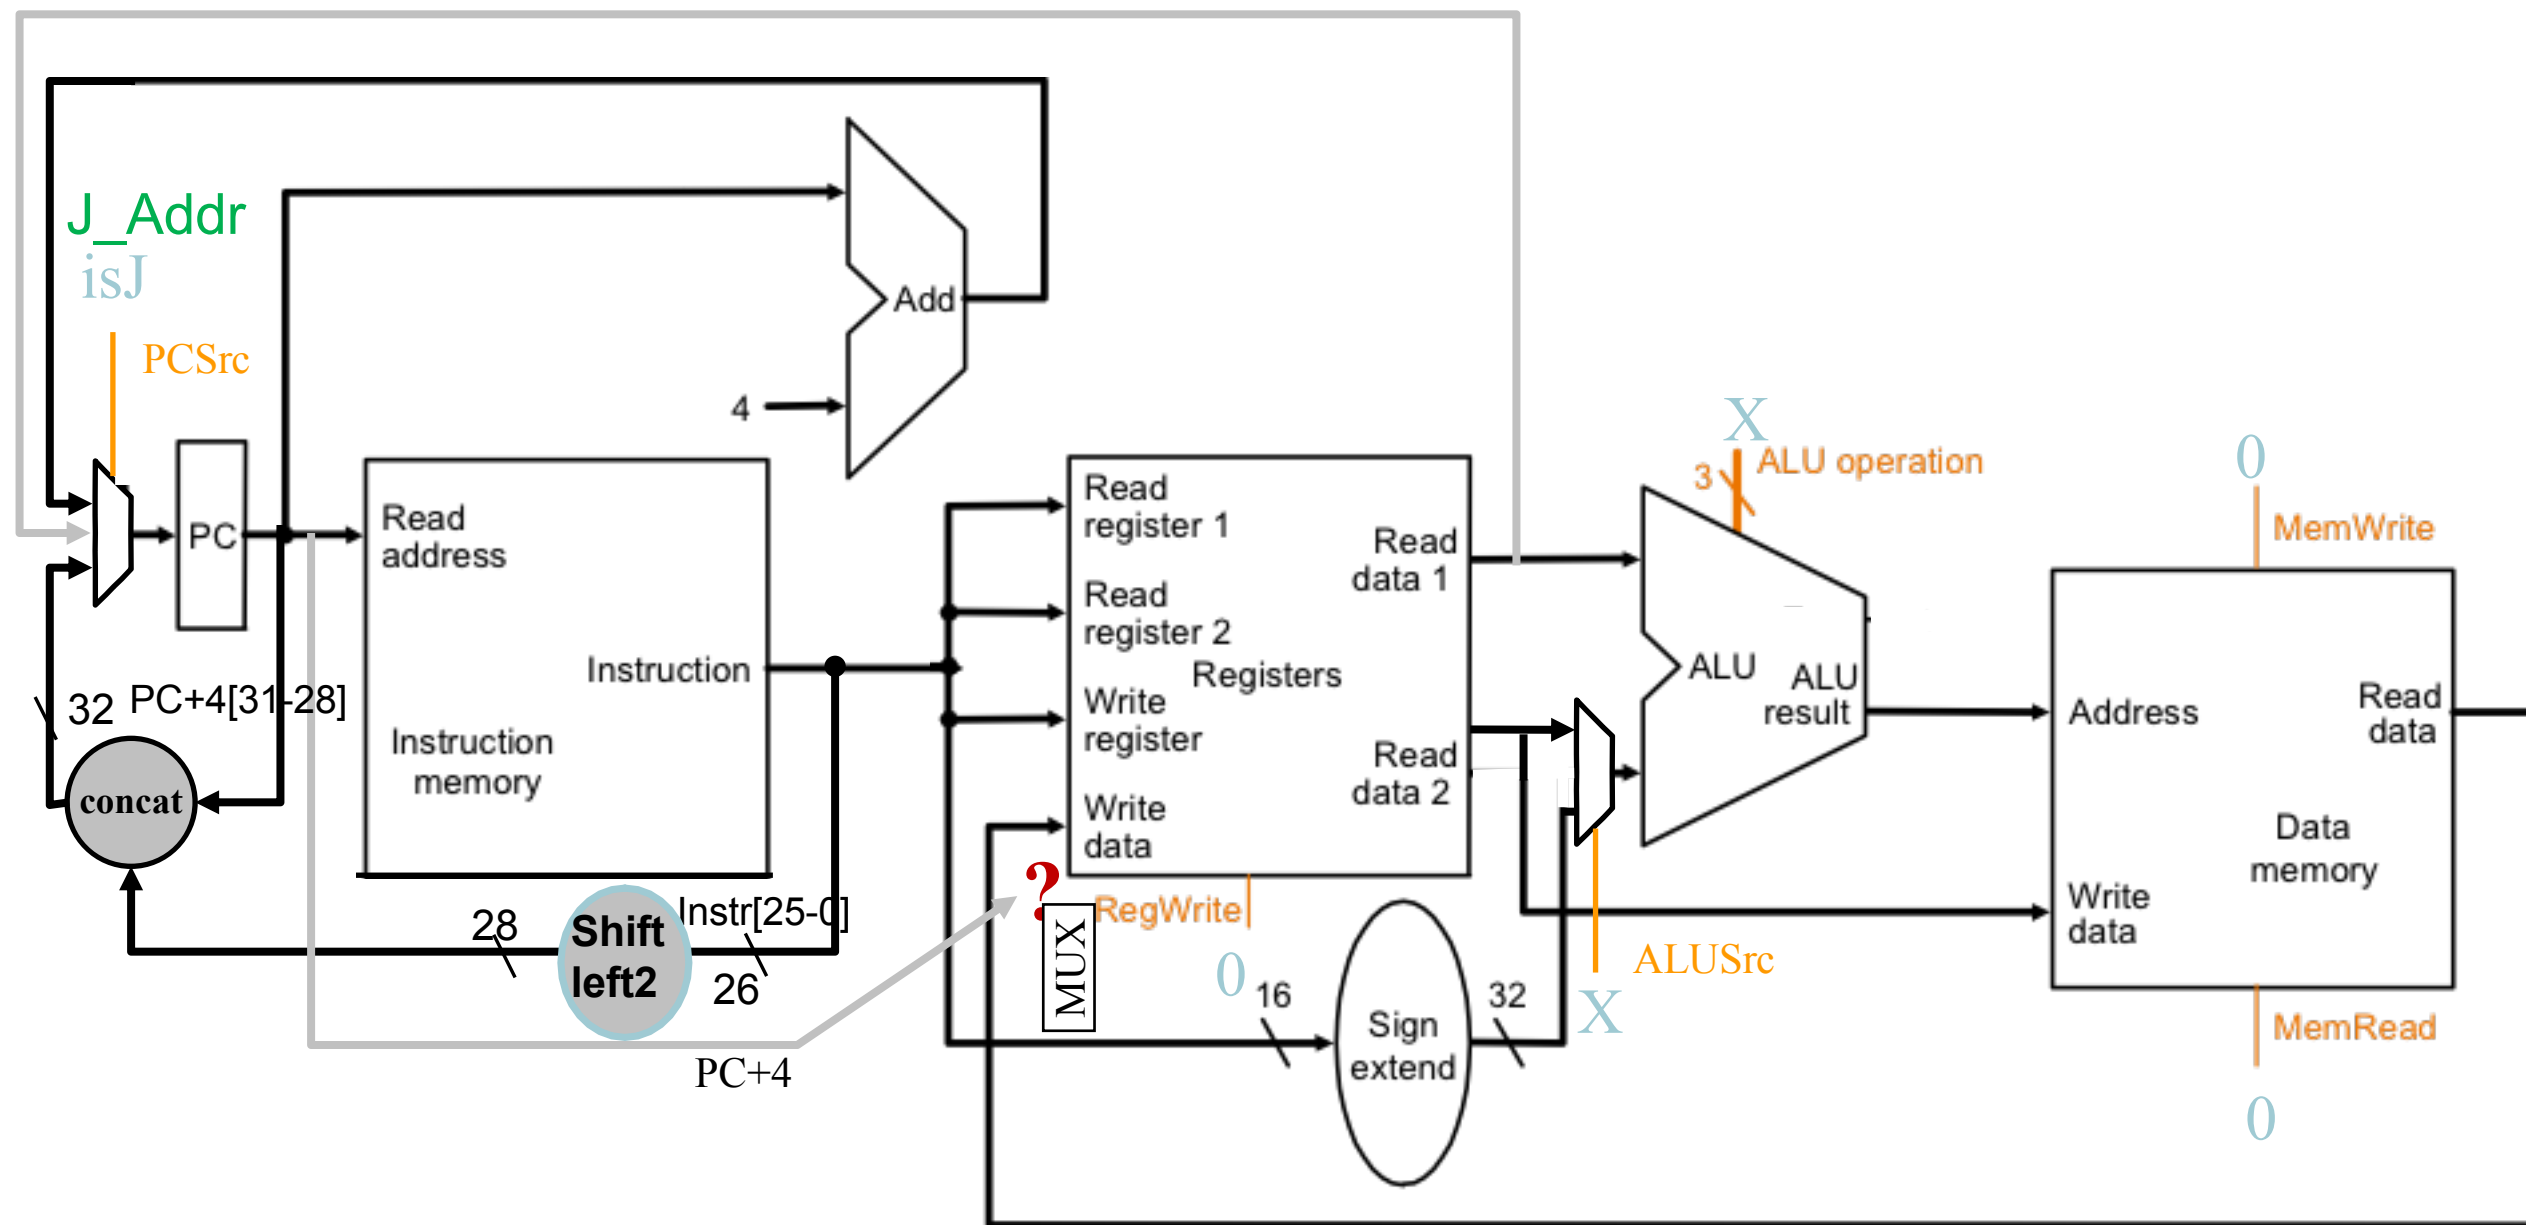 J_Addr
isJ
PCSrc
Add
4
PC
Read
address
Instruction
Instruction
memory
32
PC+4[31-28]
concat
28
Shift
left2
Instr[25-0]
26
PC+4
Read
register 1
Read
register 2
Write
register
Write
data
Registers
Read
data 1
Read
data 2
?
MUX
RegWrite
0
16
Sign
extend
32
X
3
ALU operation
ALU
ALU
result
ALUSrc
X
0
MemWrite
Address
Read
data
Data
memory
Write
data
MemRead
0